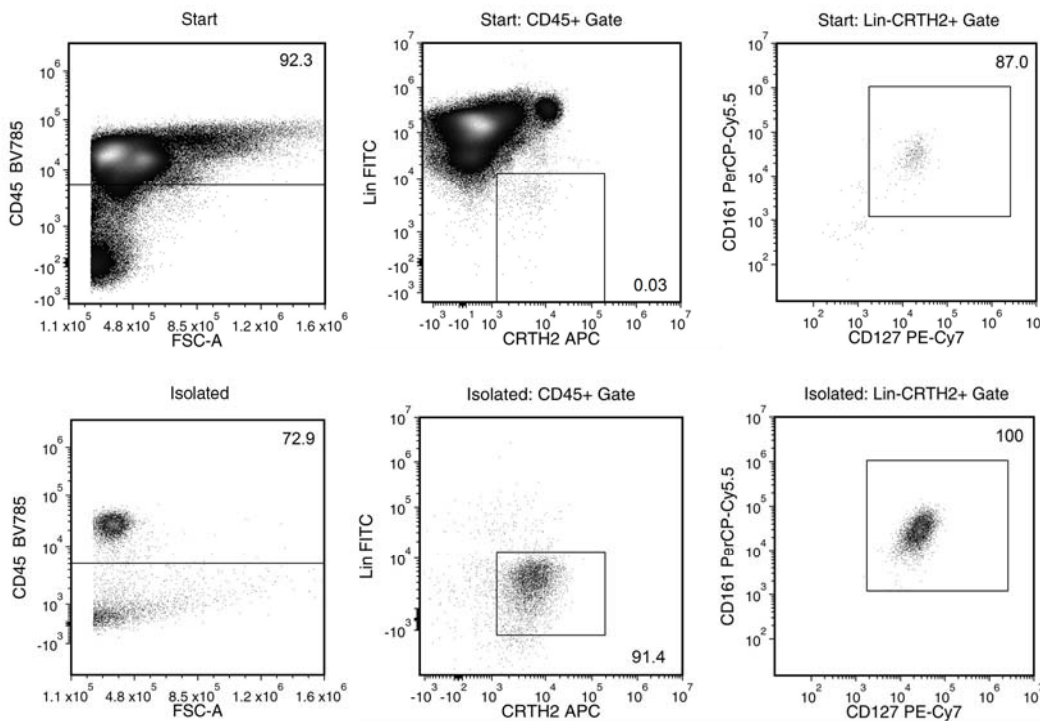 Start
92.3
10^6
10^5
10^4
10^3
-10^2
-10^3
CD45 BV785
1.1 x10^5 4.8 x10^5 8.5 x10^5 1.2 x10^6 1.6 x10^6
FSC-A
Start: CD45+ Gate
10^7
10^6
10^5
10^4
10^3
-10^2
-10^3
Lin FITC
0.03
-10^3 -10^1 10^3 10^4 10^5 10^6 10^7
CRTH2 APC
Start: Lin-CRTH2+ Gate
87.0
10^6
10^5
10^4
10^3
10^2
CD161 PerCP-Cy5.5
10^2 10^3 10^4 10^5 10^6
CD127 PE-Cy7
Isolated
72.9
10^6
10^5
10^4
10^3
-10^3
CD45 BV785
1.1 x 10^5 4.8 x10^5 8.5 x10^5 1.2 x10^6 1.6 x 10^6
FSC-A
Isolated: CD45+ Gate
10^7
10^6
10^5
10^4
10^3
-10^3
Lin FITC
91.4
-10^3 -10^2 10^3 10^4 10^5 10^6 10^7
CRTH2 APC
Isolated: Lin-CRTH2+ Gate
100
10^7
10^6
10^5
10^4
10^3
10^2
CD161 PerCP-Cy5.5
10^2 10^3 10^4 10^5 10^6
CD127 PE-Cy7